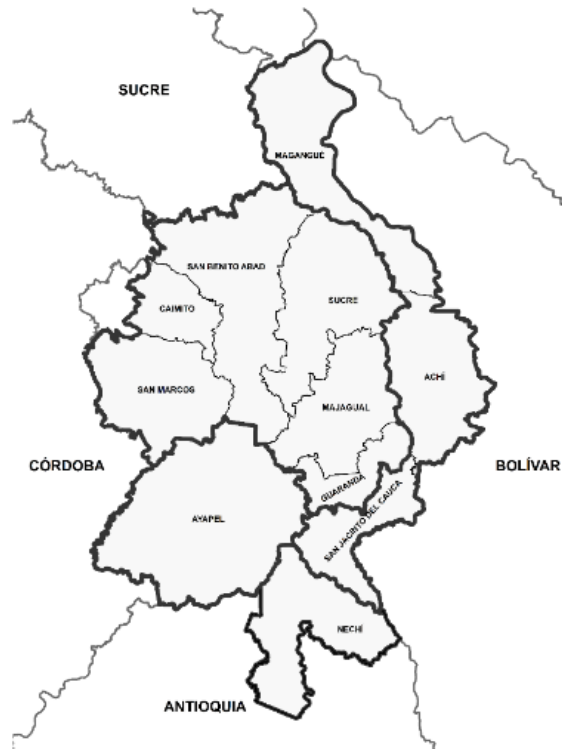 SUCRE
MAGANGUÉ
SAN BENITO ABAD
CAIMITO
SUCRE
ACHÍ
SAN MARCOS
MAJAGUAL
CÓRDOBA
BOLÍVAR
GUARANDA
SAN JACINTO DEL CAUCA
AYAPEL
NECHÍ
ANTIOQUIA